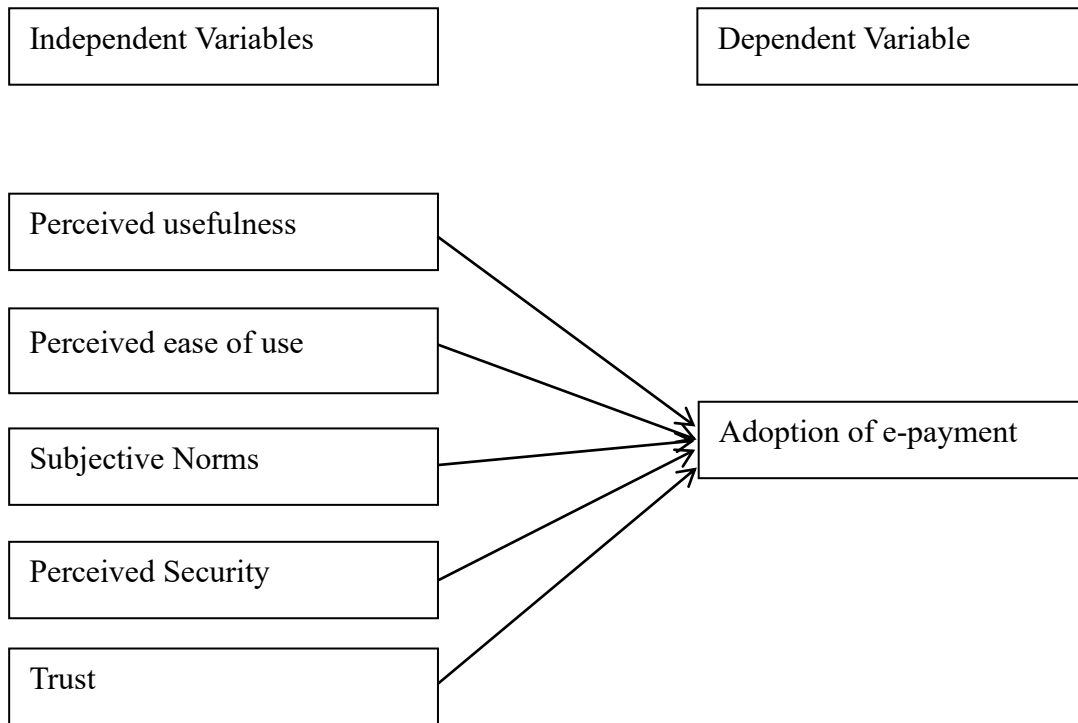 Independent Variables
Dependent Variable
Perceived usefulness
Perceived ease of use
Subjective Norms
Adoption of e-payment
Perceived Security
Trust